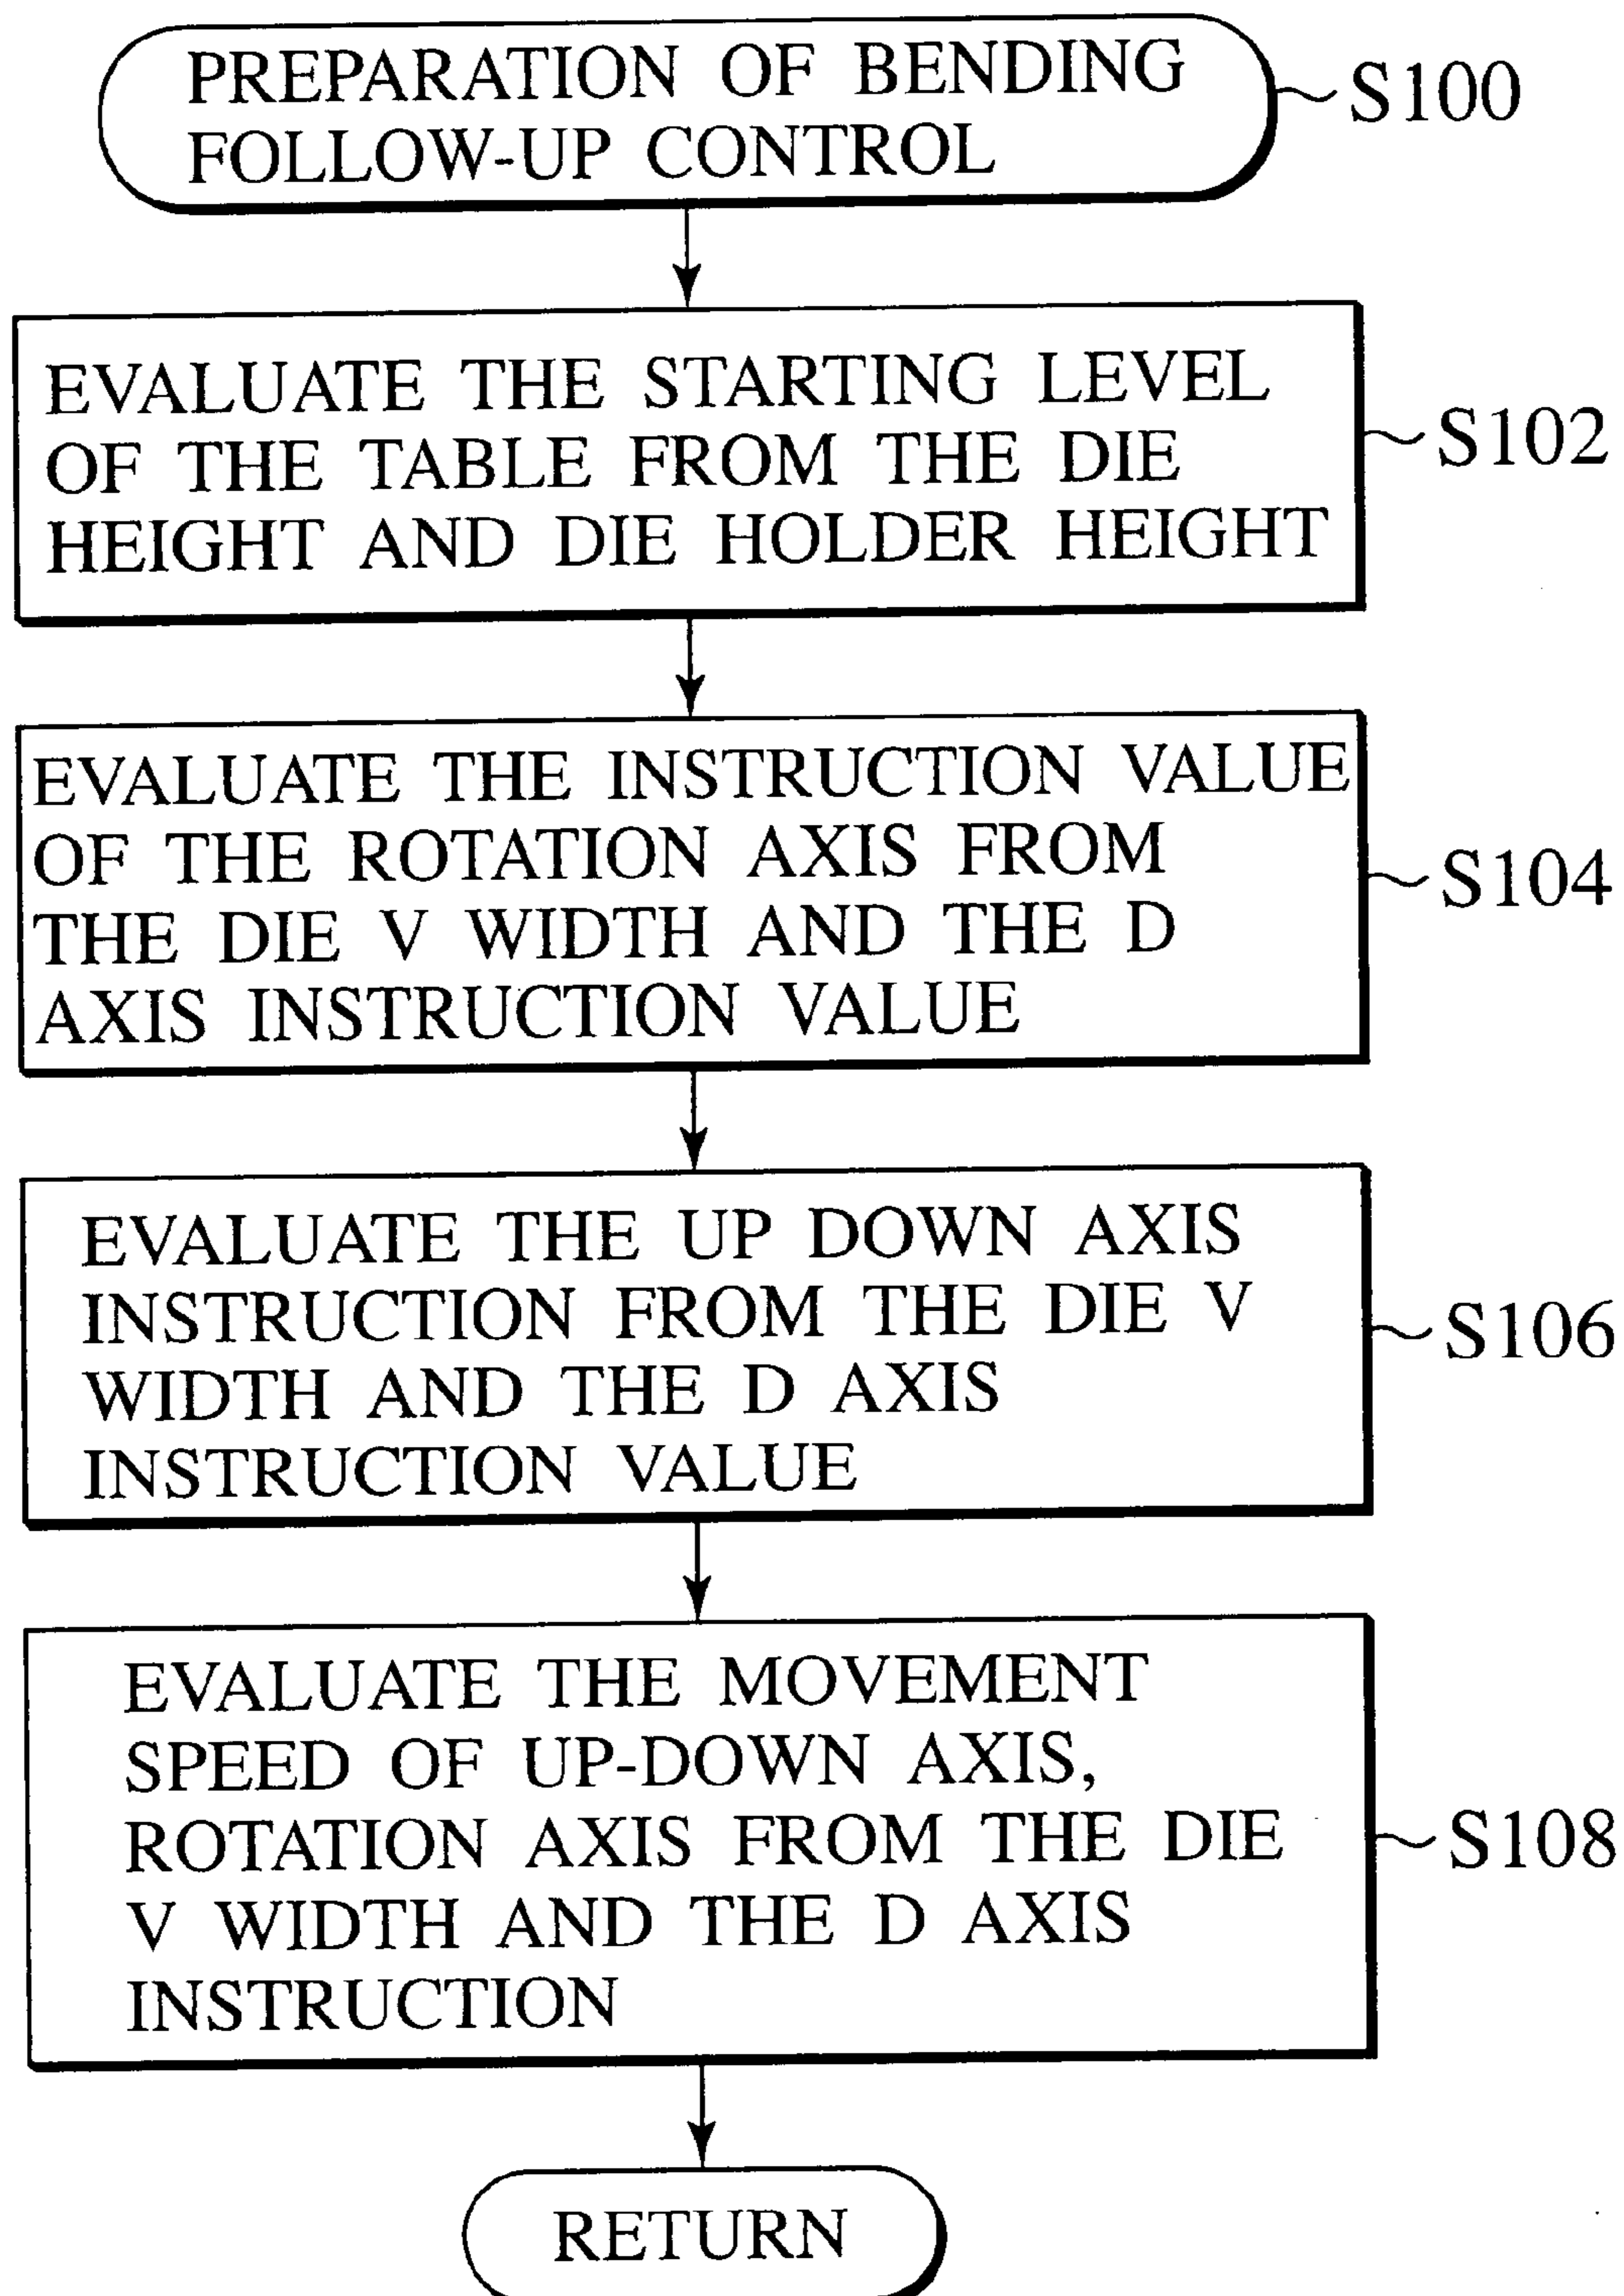 PREPARATION OF BENDING
FOLLOW-UP CONTROL
S100
EVALUATE THE STARTING LEVEL
OF THE TABLE FROM THE DIE
HEIGHT AND DIE HOLDER HEIGHT
S102
EVALUATE THE INSTRUCTION VALUE
OF THE ROTATION AXIS FROM
THE DIE V WIDTH AND THE D
AXIS INSTRUCTION VALUE
S104
EVALUATE THE UP DOWN AXIS
INSTRUCTION FROM THE DIE V
WIDTH AND THE D AXIS
INSTRUCTION VALUE
S106
EVALUATE THE MOVEMENT
SPEED OF UP-DOWN AXIS,
ROTATION AXIS FROM THE DIE
V WIDTH AND THE D AXIS
INSTRUCTION
S108
RETURN